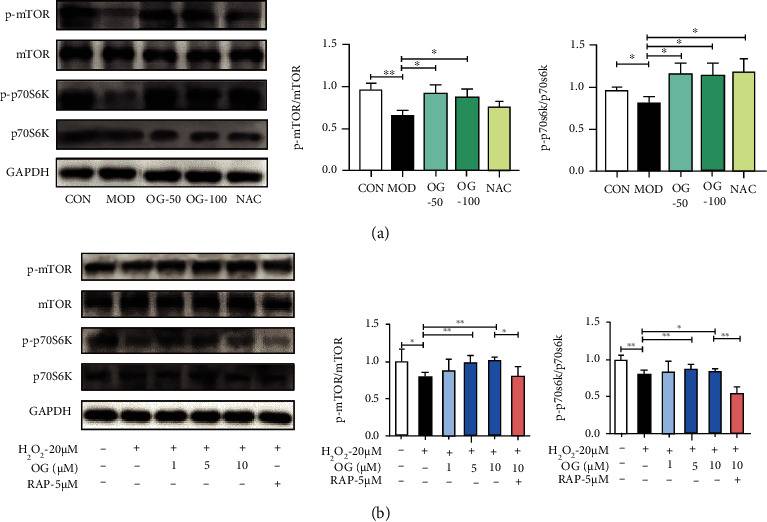 p-mTOR
mTOR
p-p70S6K
p70S6K
GAPDH
CON MOD OG-50 OG-100 NAC
p-mTOR/mTOR
1.5
1.0
0.5
0.0
** * *
CON MOD OG-50 OG-100 NAC
p-p70s6k/p70s6k
1.5
1.0
0.5
0.0
* * * *
CON MOD OG-50 OG-100 NAC
(a)
p-mTOR
mTOR
p-p70S6K
p70S6K
GAPDH
H2O2-20μM – + + + + +
OG (μM) – – 1 5 10
RAP-5μM – – – – – +
p-mTOR/mTOR
1.5
1.0
0.5
0.0
* ** ** *
H2O2-20μM – + + + + +
OG (μM) – – 1 5 10 10
RAP-5μM – – – – – +
p-p70s6k/p70s6k
1.5
1.0
0.5
0.0
** ** * **
H2O2-20μM – + + + + +
OG (μM) – – 1 5 10 10
RAP-5μM – – – – – +
(b)